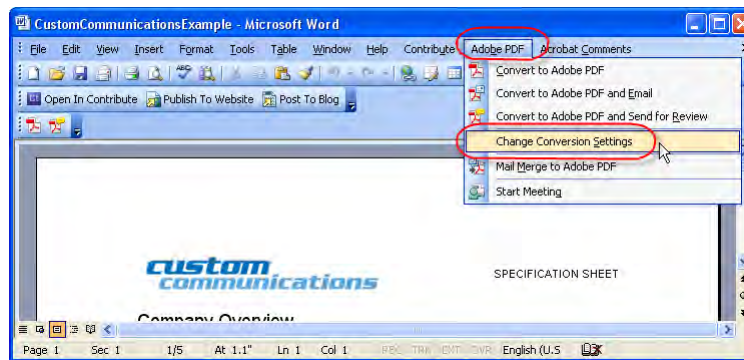 CustomCommunicationsExample - Microsoft Word
File Edit View Insert Format Tools Table Window Help Contribute Adobe PDF Acrobat Comments
Convert to Adobe PDF
Open In Contribute Publish To Website Post To Blog
Convert to Adobe PDF and Email
Convert to Adobe PDF and Send for Review
Change Conversion Settings
Mail Merge to Adobe PDF
Start Meeting
custom
communications
SPECIFICATION SHEET
Company Overview
Page 1 Sec 1 1/5 At 1.1" Ln 1 Col 1 REC TRK EXT OVR English (U.S